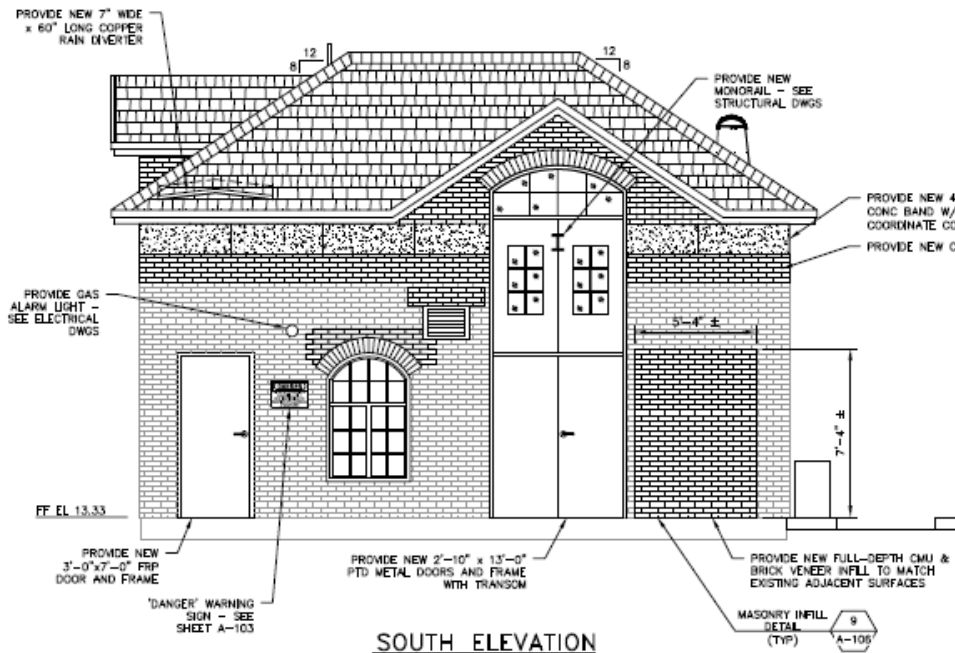 PROVIDE NEW 7" WIDE
x 60" LONG COPPER
RAIN DIVERTER
12
8
12
8
PROVIDE NEW
MONORAIL - SEE
STRUCTURAL DWGS
PROVIDE NEW 4
CONC BAND W/
COORDINATE CO
PROVIDE NEW C
PROVIDE GAS
ALARM LIGHT -
SEE ELECTRICAL
DWGS
5'-4" ±
7'-4" ±
FF EL 13.33
PROVIDE NEW
3'-0"x7'-0" FRP
DOOR AND FRAME
'DANGER' WARNING
SIGN - SEE
SHEET A-103
PROVIDE NEW 2'-10" x 13'-0"
PTD METAL DOORS AND FRAME
WITH TRANSOM
PROVIDE NEW FULL-DEPTH CMU &
BRICK VENEER INFILL TO MATCH
EXISTING ADJACENT SURFACES
MASONRY INFILL
DETAIL
(TYP)
9
A-106
SOUTH ELEVATION